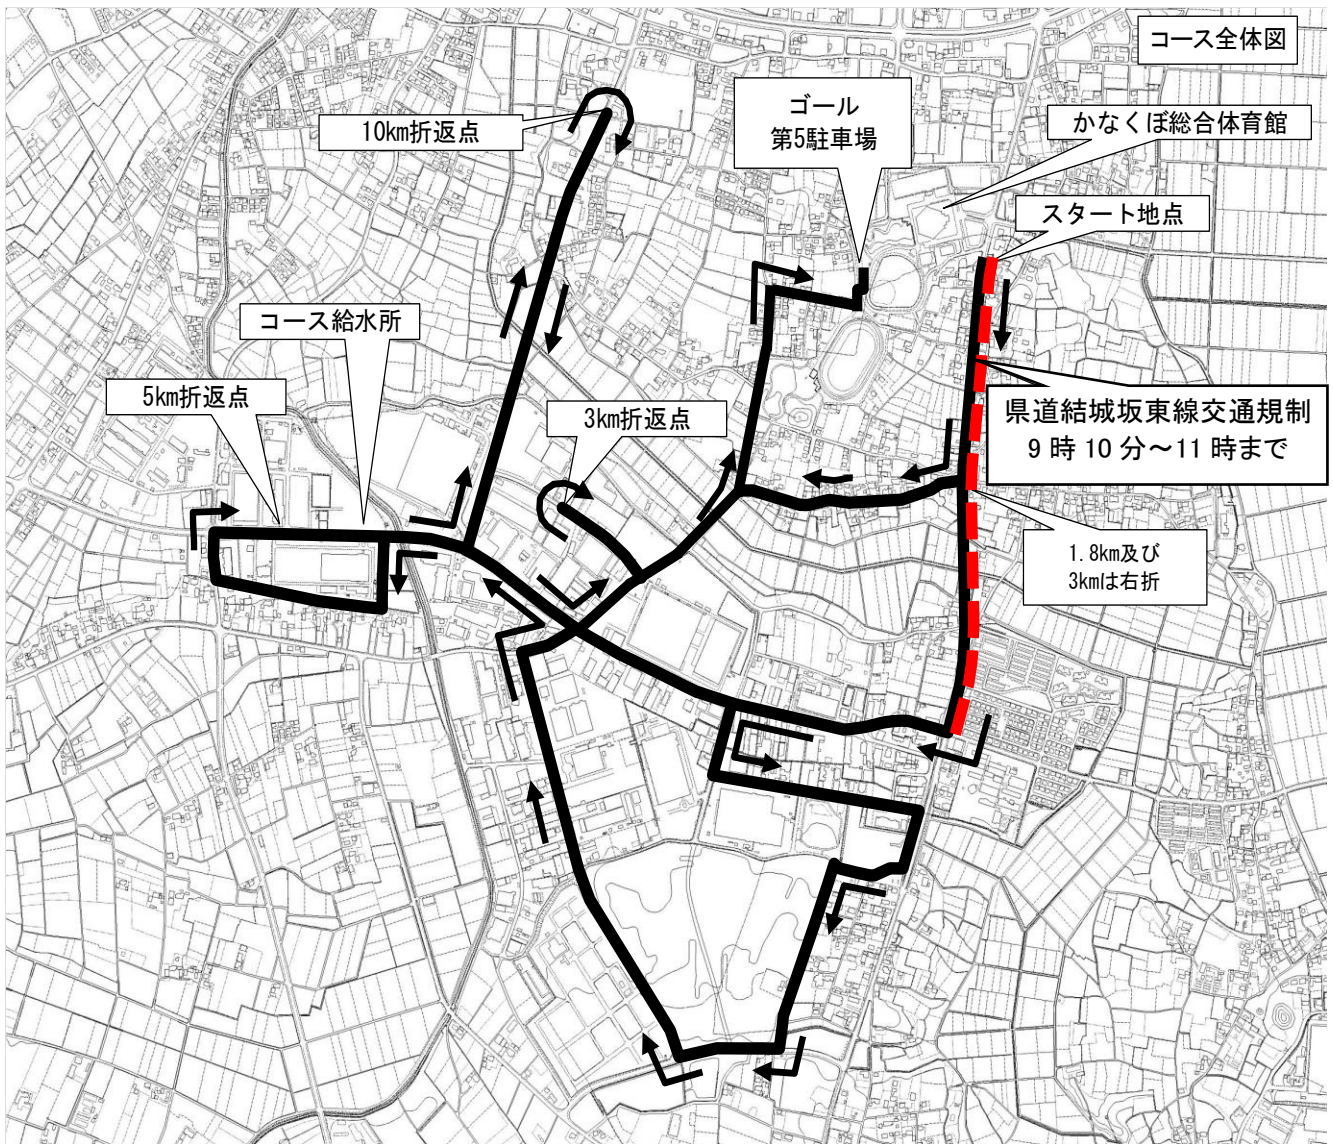 コース全体図
ゴール
第5駐車場
かなくぼ総合体育館
10km折返点
スタート地点
コース給水所
5km折返点
3km折返点
県道結城坂東線交通規制
9時10分～11時まで
1.8km及び
3kmは右折